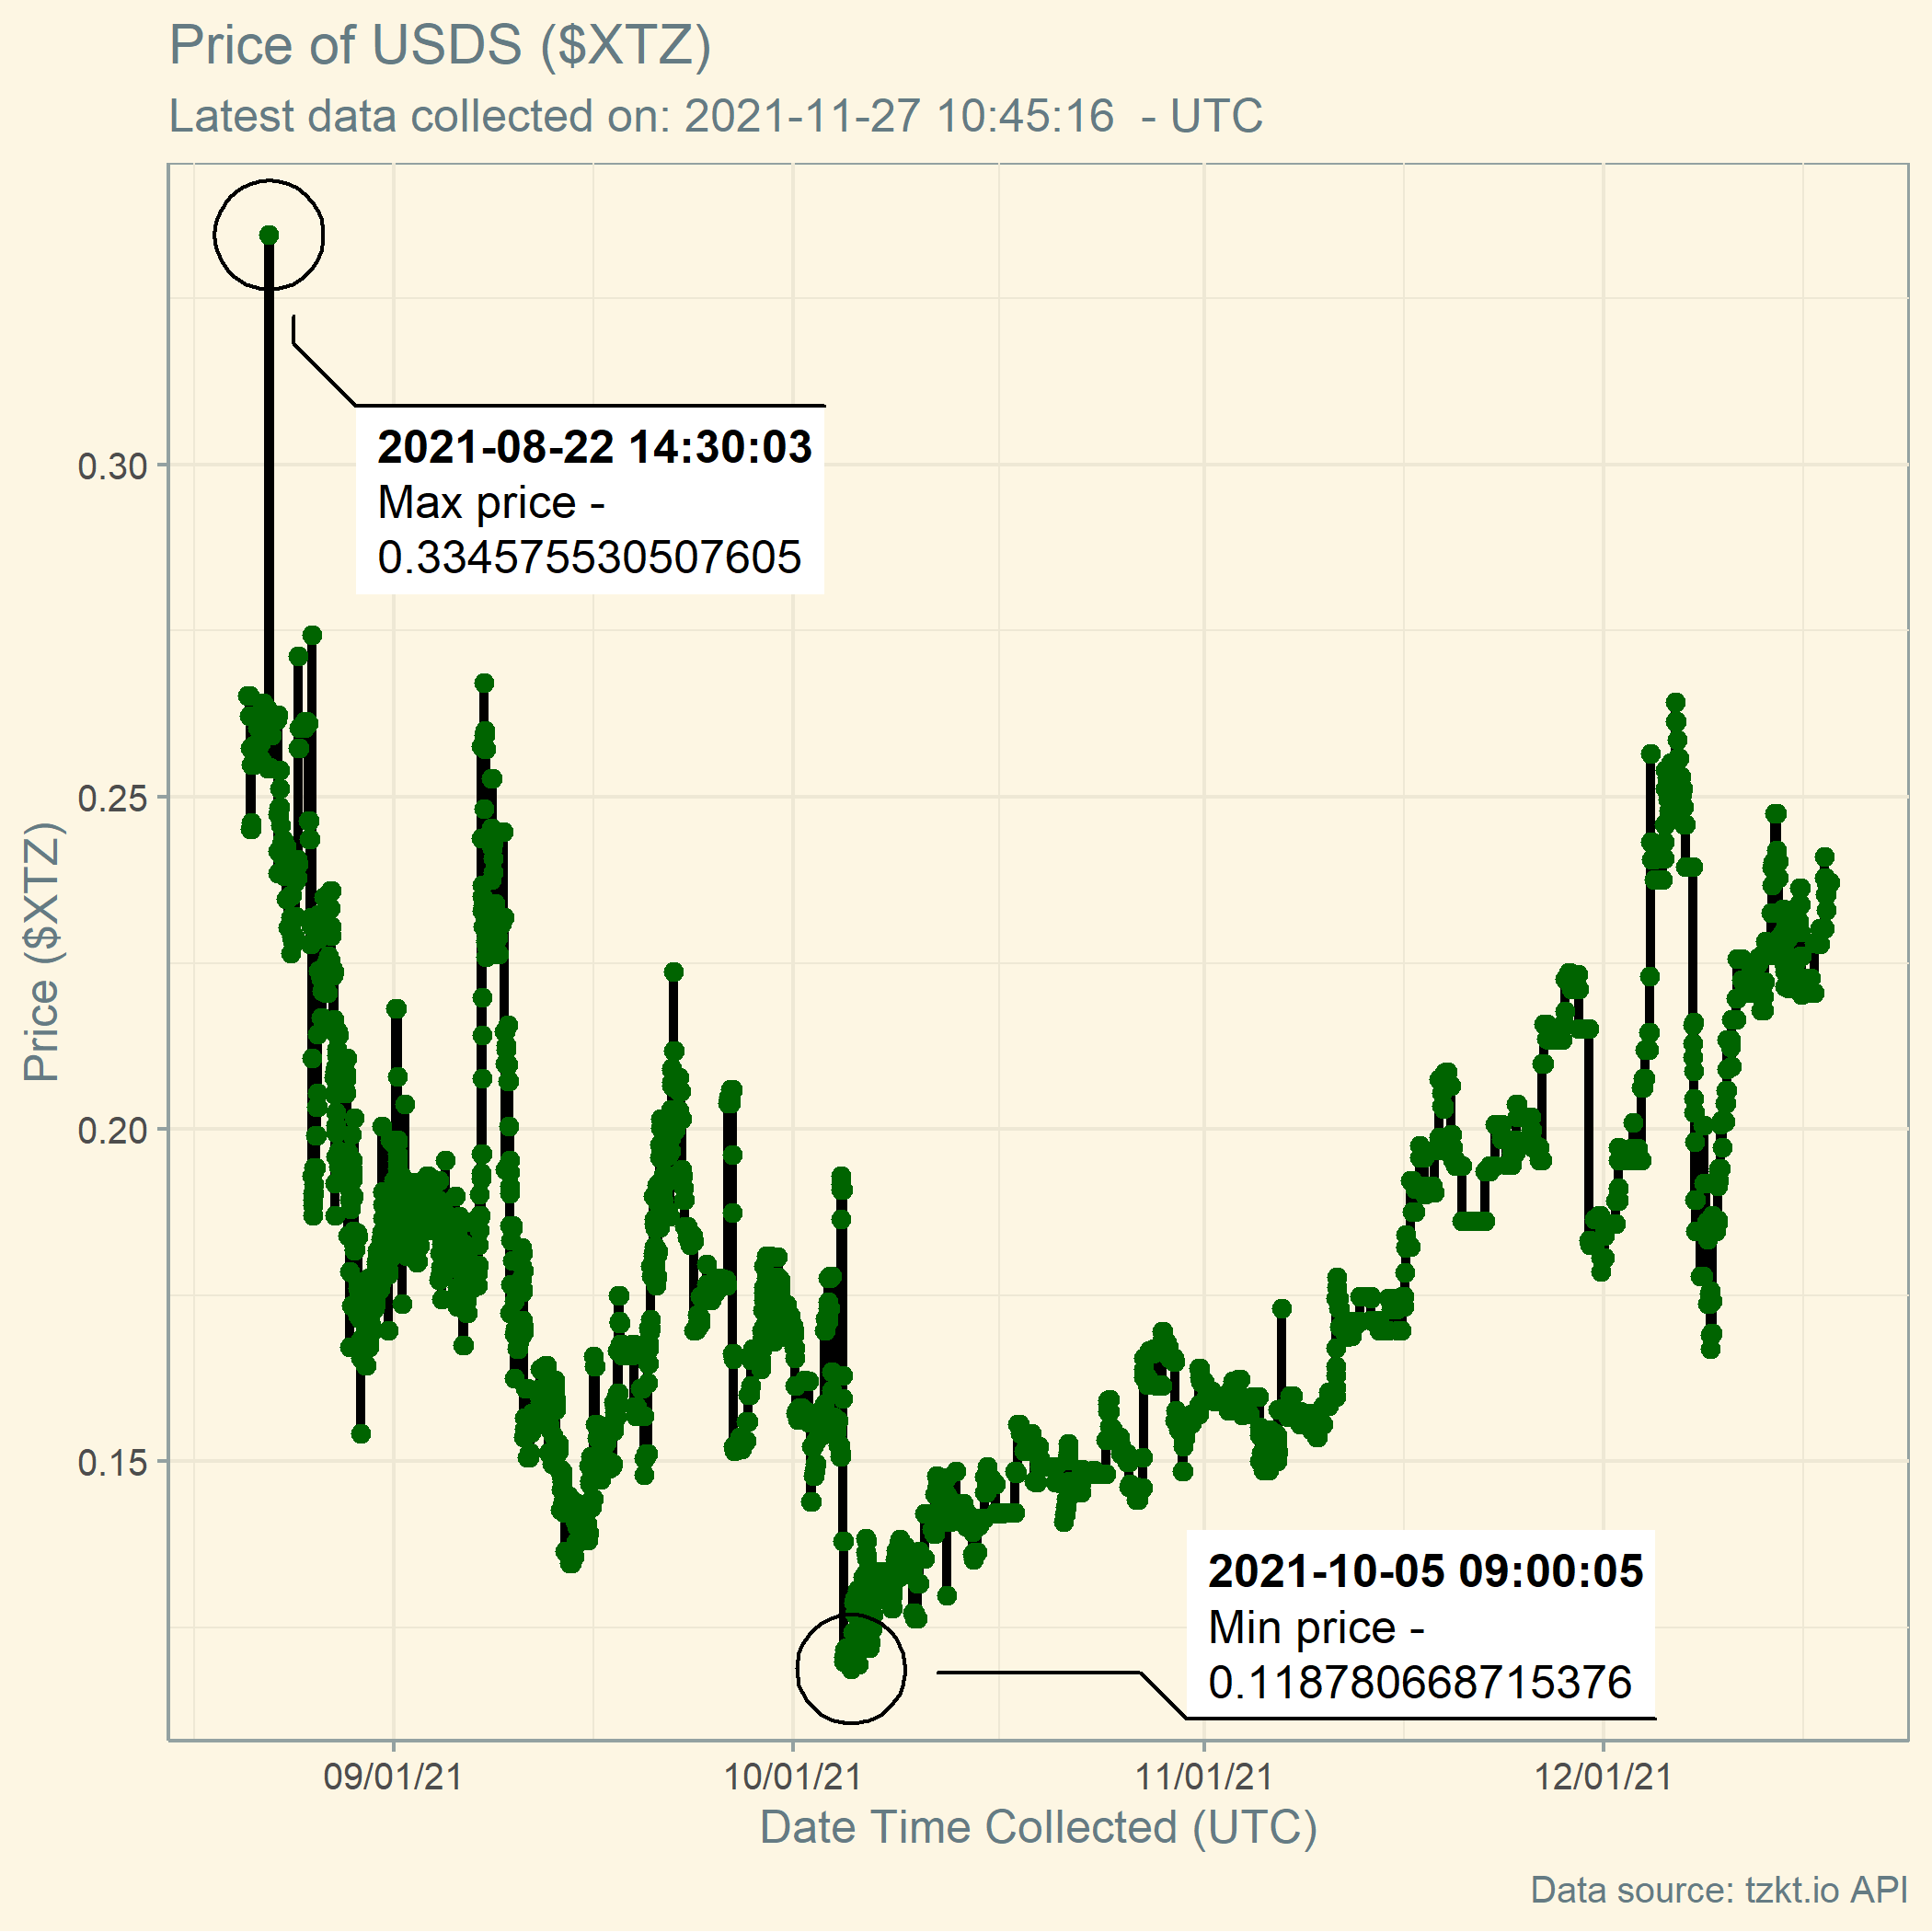 Price of USDS ($XTZ)
Latest data collected on: 2021-11-27 10:45:16  - UTC
2021-08-22 14:30:03
Max price -
0.334575530507605
0.30
0.25
0.20
0.15
Price ($XTZ)
2021-10-05 09:00:05
Min price -
0.118780668715376
09/01/21
10/01/21
11/01/21
12/01/21
Date Time Collected (UTC)
Data source: tzkt.io API